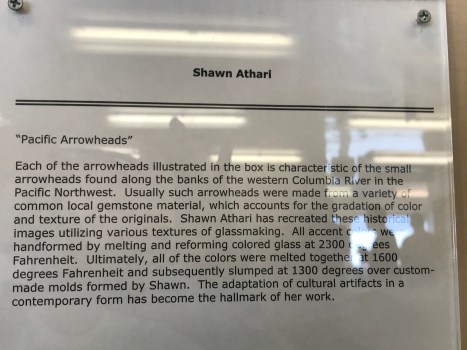 Shawn Athari
"Pacific Arrowheads"
Each of the arrowheads illustrated in the box is characteristic of the small
arrowheads found along the banks of the western Columbia River in the
Pacific Northwest. Usually such arrowheads were made from a variety of
common local gemstone material, which accounts for the gradation of color
and texture of the originals. Shawn Athari has recreated these historical
images utilizing various textures of glassmaking. All accent colors were
handformed by melting and reforming colored glass at 2300 degrees
Fahrenheit. Ultimately, all of the colors were melted together at 1600
degrees Fahrenheit and subsequently slumped at 1300 degrees over custom-
made molds formed by Shawn. The adaptation of cultural artifacts in a
contemporary form has become the hallmark of her work.